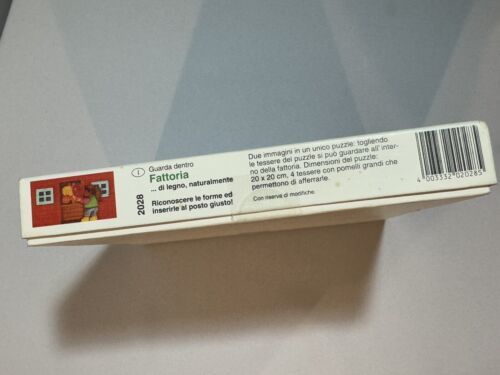 I Guarda dentro
Fattoria
... di legno, naturalmente
2028
Riconoscere le forme ed
inserirle al posto giusto!
Due immagini in un unico puzzle: togliendo
le tessere del puzzle si può guardare all' inter-
no della fattoria. Dimensioni del puzzle:
20 x 20 cm, 4 tessere con pomelli grandi che
permettono di afferrarle.
Con riserva di modifiche.
4 003332 020285